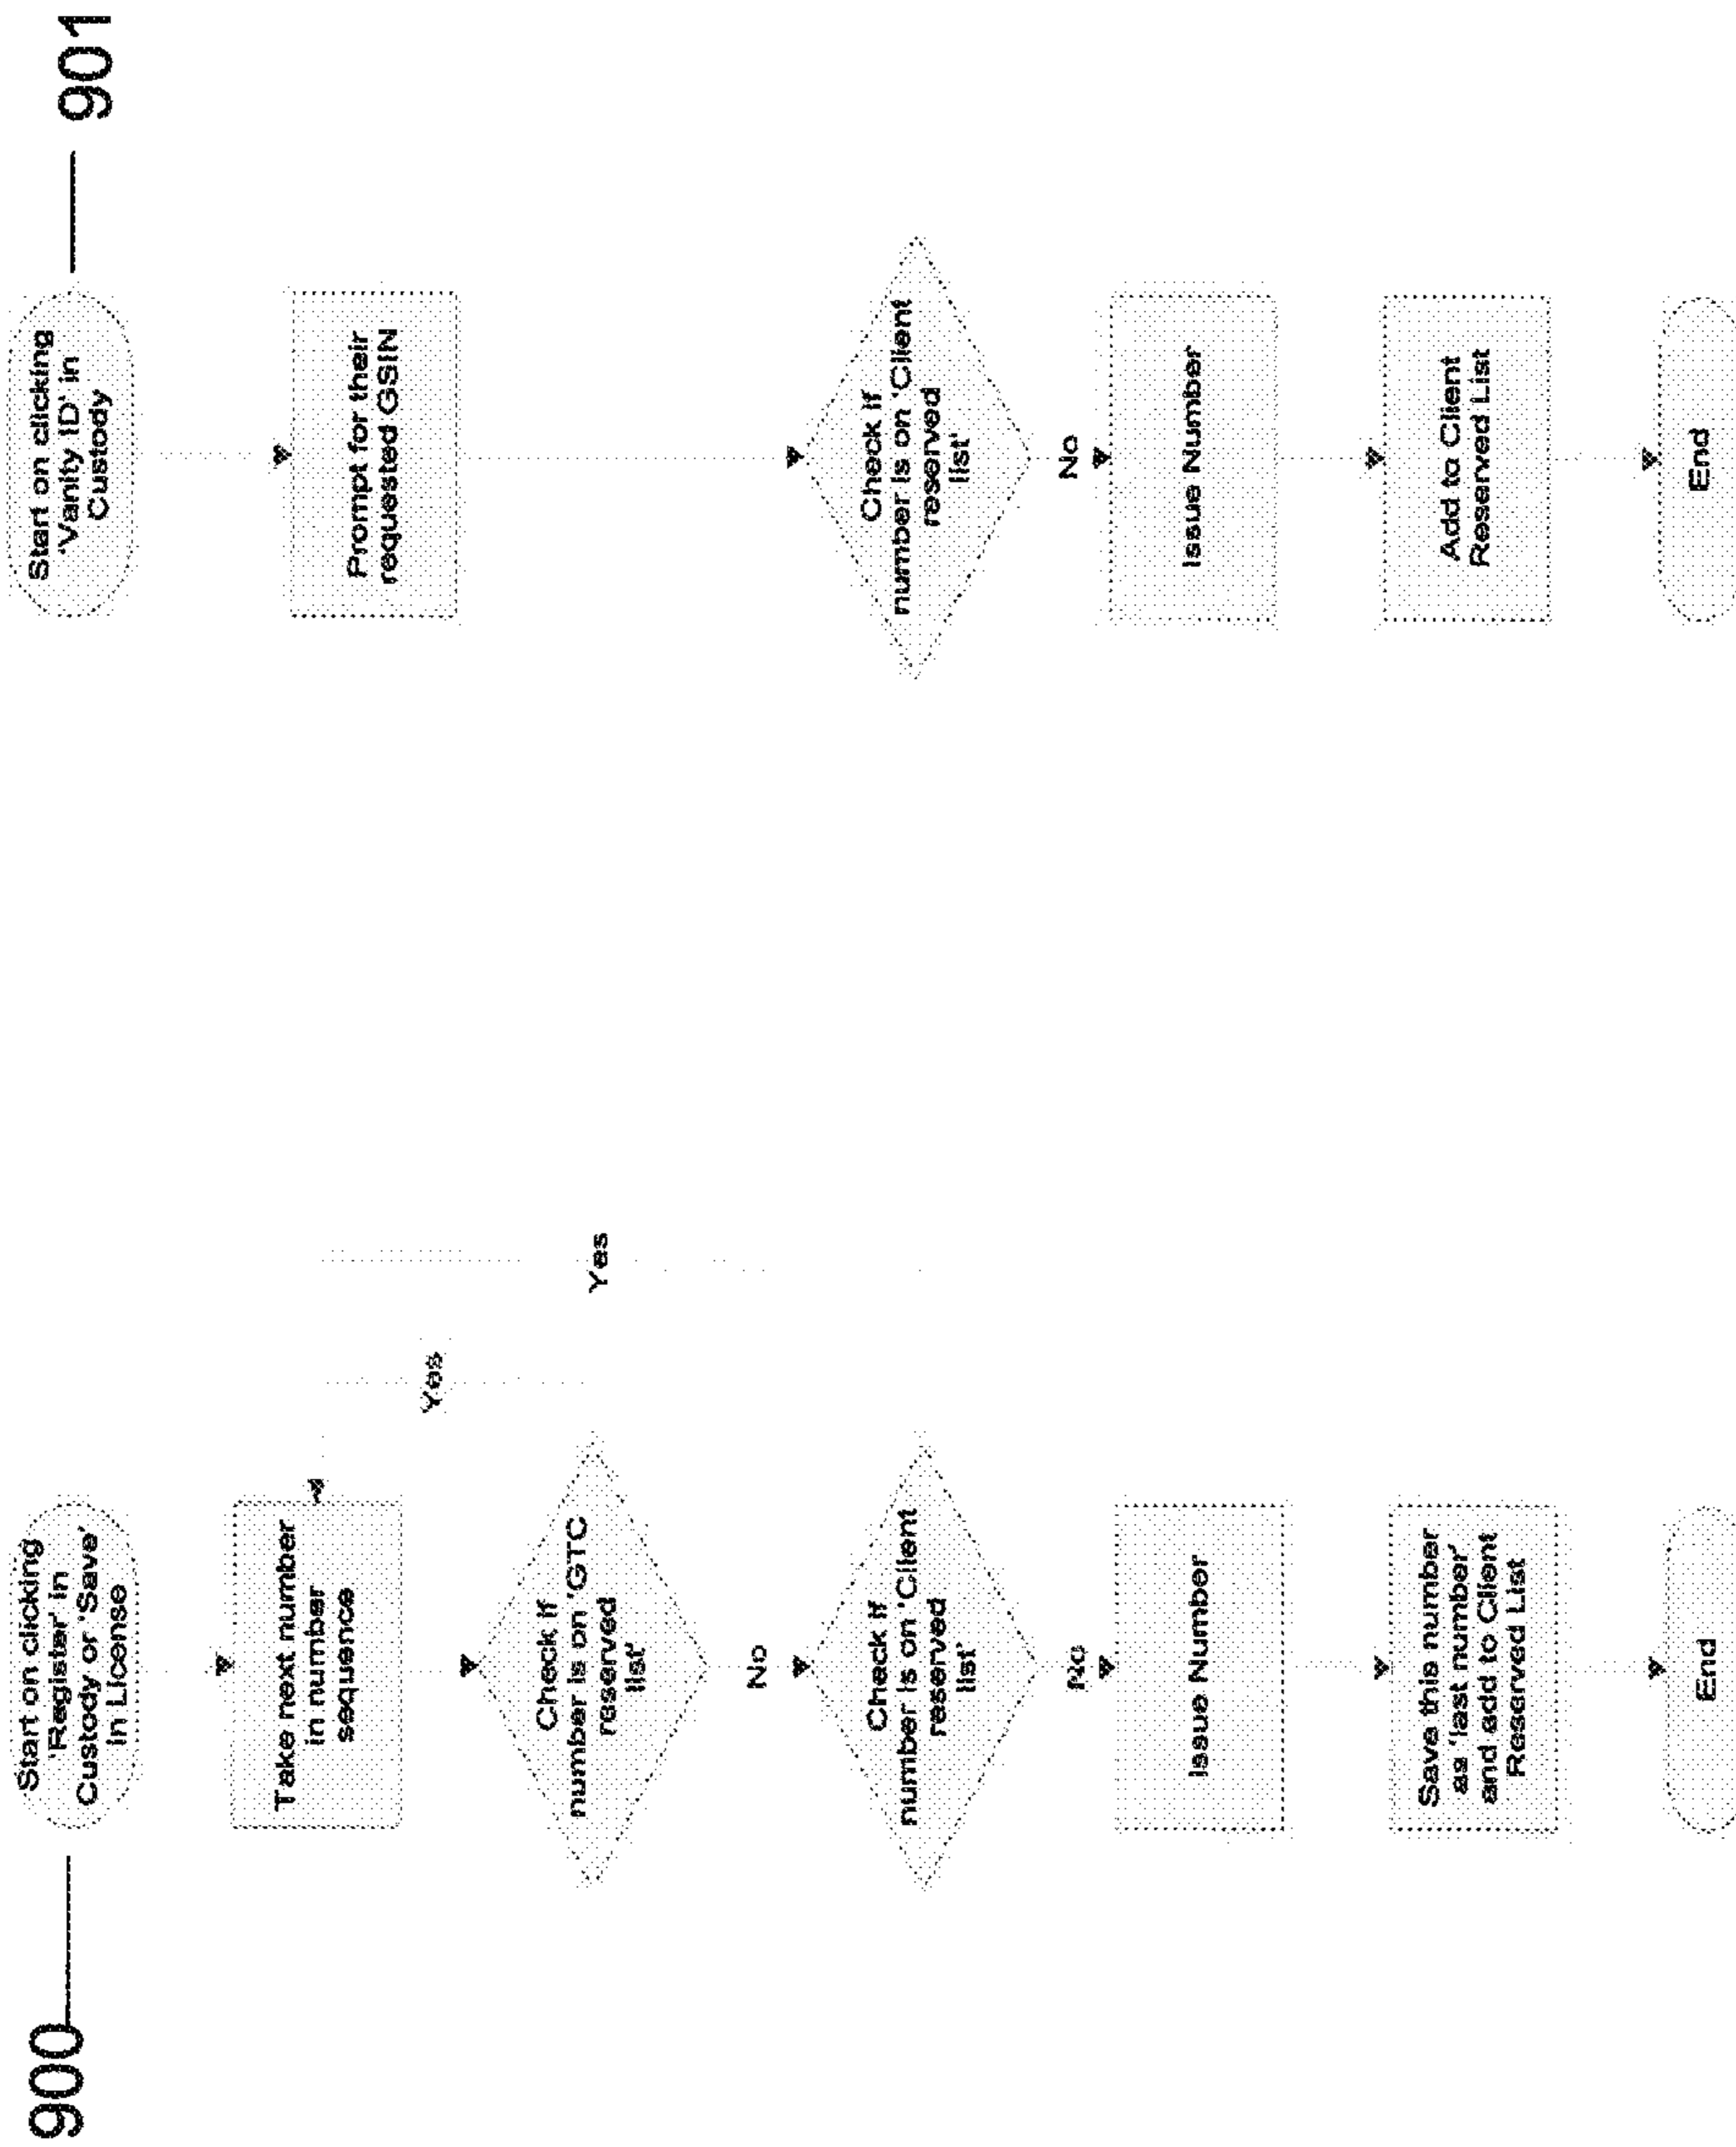 900
Start on clicking
'Register' in
Custody or 'Save'
in License
Take next number
in number
sequence
Yes
Check if
number is on 'GTC
reserved
list'
Yes
No
Check if
number is on 'Client
reserved
list'
No
Issue Number
Save this number
as 'last number'
and add to Client
Reserved List
End
901
Start on clicking
'Vanity ID' in
Custody
Prompt for their
requested GSIN
Check if
number is on 'Client
reserved
list'
No
Issue Number
Add to Client
Reserved List
End